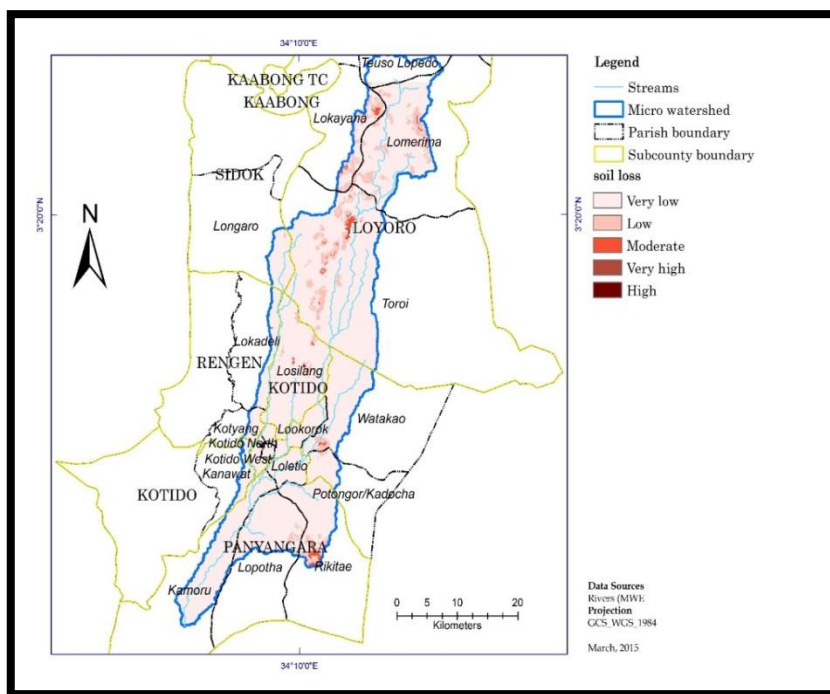 34°10'0"E
Teuso Lopedo
KAABONG TC
KAABONG
Lokayana
Lomerima
SIDOK
3°20'0"N
3°20'0"N
Longaro
LOYORO
N
Toroi
Lokadeli
RENGEN
Losilang
KOTIDO
Watakao
Kotyang
Lookorok
Kotido North
Kotido West
Loletio
Kanawat
KOTIDO
Potongor/Kadocha
PANYANGARA
Lopotha
Rikitae
Kamoru
0 5 10 20
Kilometers
34°10'0"E
Legend
Streams
Micro watershed
Parish boundary
Subcounty boundary
soil loss
Very low
Low
Moderate
Very high
High
Data Sources
Rivers (MWE
Projection
GCS_WGS_1984
March, 2015